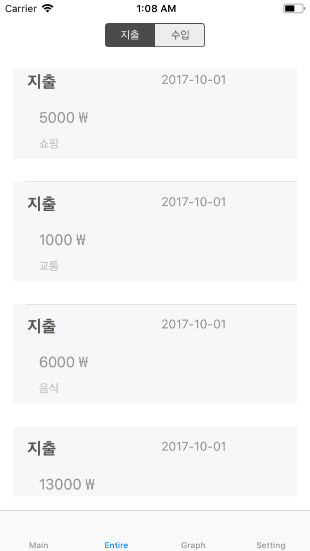 Carrier 1:08 AM
지출 수입
지출 2017-10-01
5000 ₩
쇼핑
지출 2017-10-01
1000 ₩
교통
지출 2017-10-01
6000 ₩
음식
지출 2017-10-01
13000 ₩
Main Entire Graph Setting